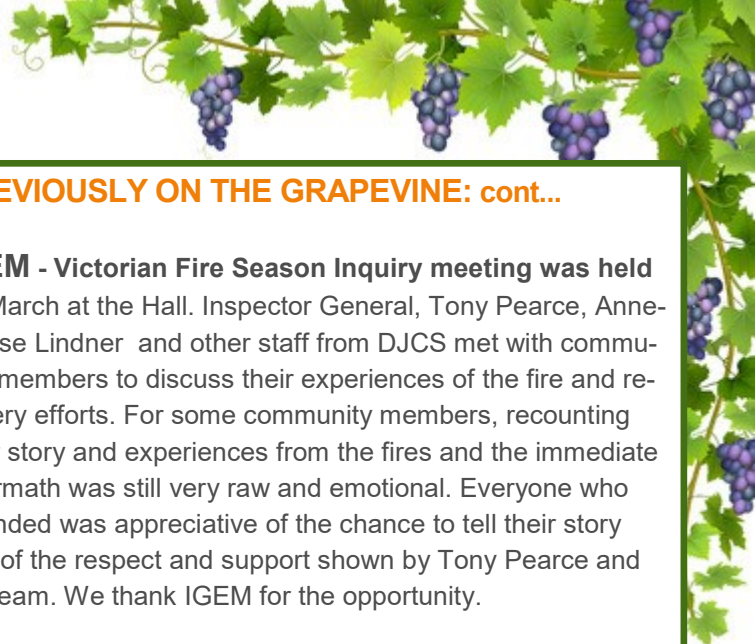 EVIOUSLY ON THE GRAPEVINE: cont...
EM - Victorian Fire Season Inquiry meeting was held
March at the Hall. Inspector General, Tony Pearce, Anne-
se Lindner and other staff from DJCS met with commu-
members to discuss their experiences of the fire and re-
ery efforts. For some community members, recounting
story and experiences from the fires and the immediate
rmath was still very raw and emotional. Everyone who
nded was appreciative of the chance to tell their story
of the respect and support shown by Tony Pearce and
eam. We thank IGEM for the opportunity.